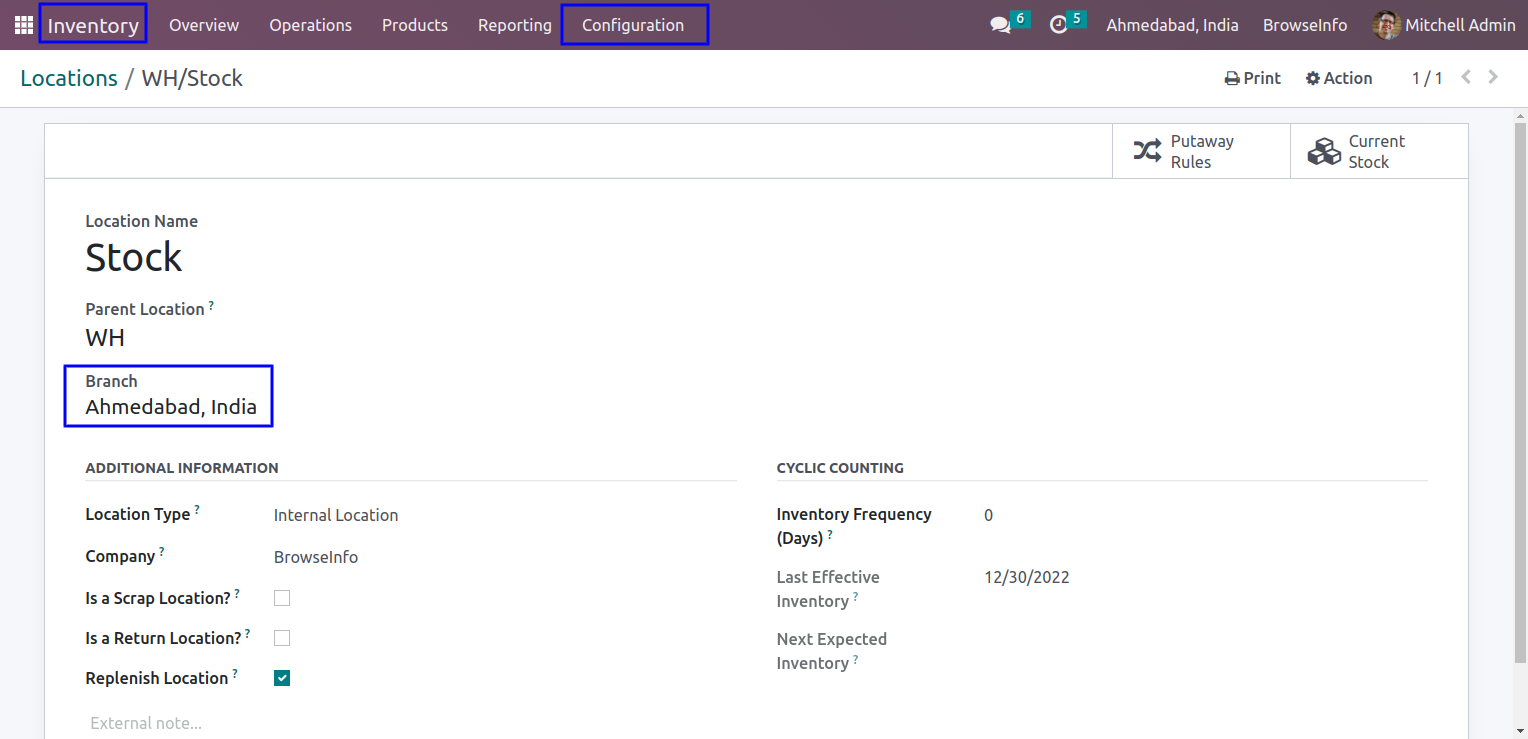 Inventory Overview Operations Products Reporting Configuration 6 5 Ahmedabad, India BrowseInfo Mitchell Admin
Locations / WH/Stock Print Action 1 / 1
Putaway Rules
Current Stock
Location Name
Stock
Parent Location ?
WH
Branch
Ahmedabad, India
ADDITIONAL INFORMATION
Location Type ? Internal Location
Company ? BrowseInfo
Is a Scrap Location? ?
Is a Return Location? ?
Replenish Location ?
External note...
CYCLIC COUNTING
Inventory Frequency (Days) ? 0
Last Effective Inventory ? 12/30/2022
Next Expected Inventory ?